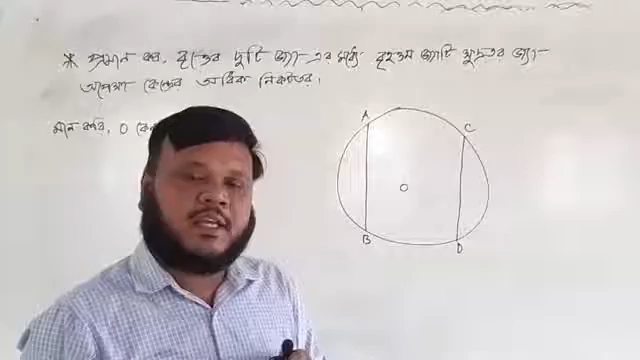 * প্রমাণ কর, বৃত্তের দুটি জ্যা-এর মধ্যে বৃহত্তম জ্যাটি ক্ষুদ্রতর জ্যা-
অপেক্ষা কেন্দ্রের অধিক নিকটতর।
মনে করি, O
A
C
O
B
D